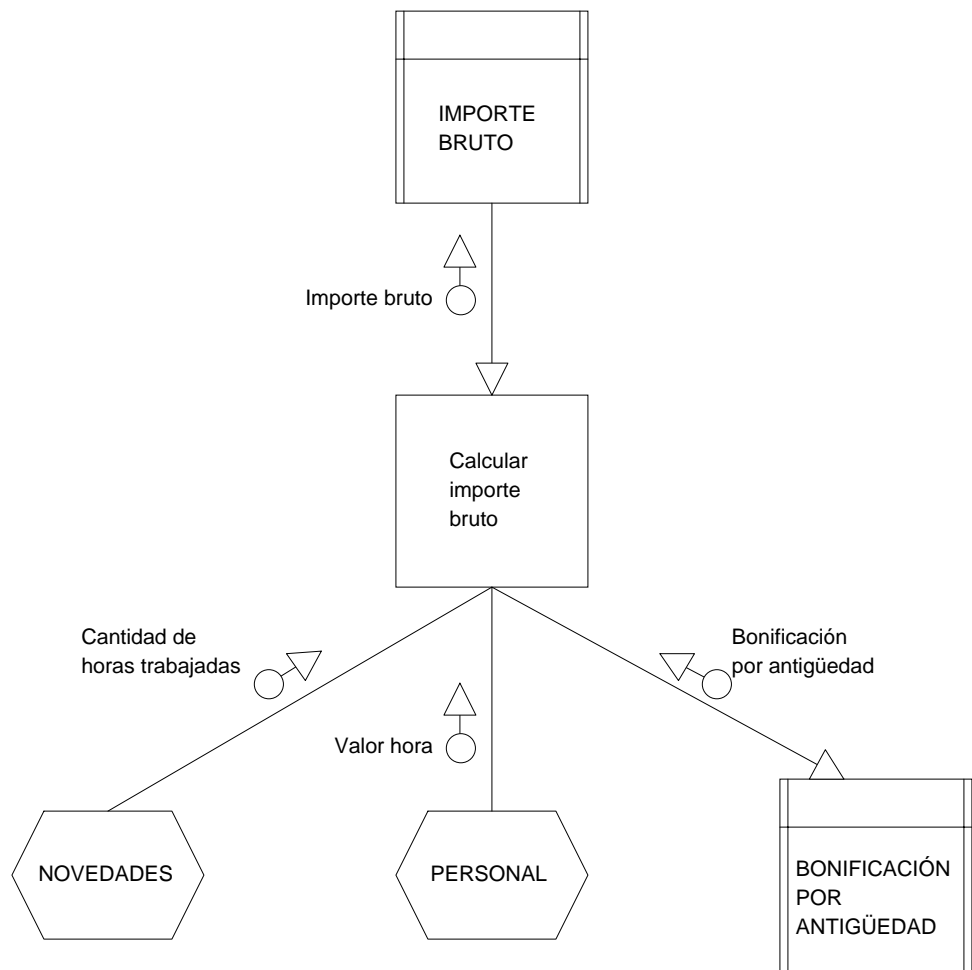 IMPORTE
BRUTO
Importe bruto
Calcular
importe
bruto
Cantidad de
horas trabajadas
Bonificación
por antigüedad
Valor hora
NOVEDADES
PERSONAL
BONIFICACIÓN
POR
ANTIGÜEDAD